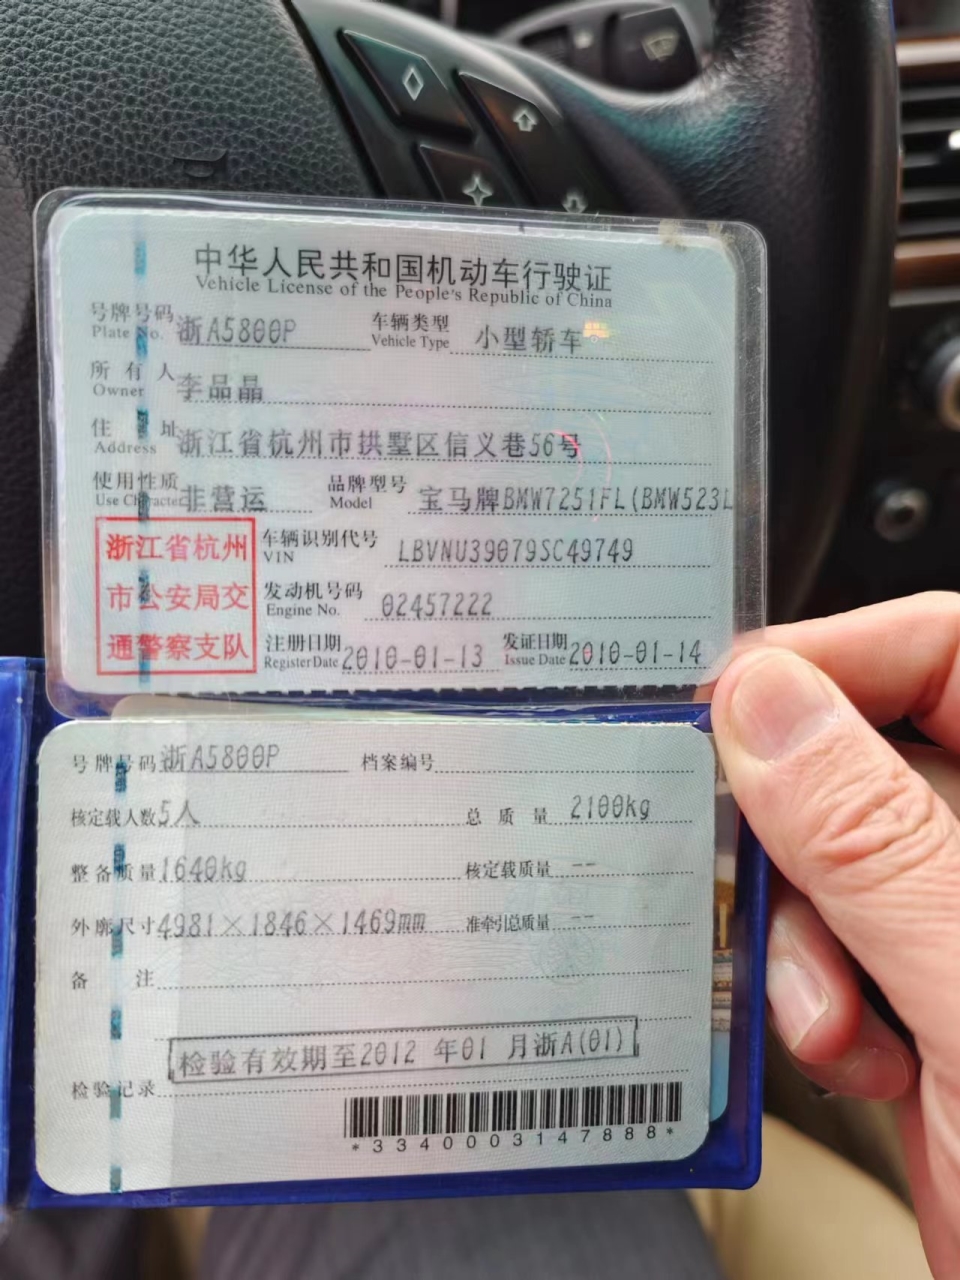 中华人民共和国机动车行驶证
Vehicle License of the People's Republic of China
号牌号码 Plate No. 浙A5800P 车辆类型 Vehicle Type 小型轿车
所有人 Owner 李品晶
住址 Address 浙江省杭州市拱墅区信义巷56号
使用性质 Use Character 非营运 品牌型号 Model 宝马牌BMW7251FL(BMW523L
浙江省杭州
市公安局交
通警察支队
车辆识别代号 VIN LBVNU39079SC49749
发动机号码 Engine No. 02457222
注册日期 Register Date 2010-01-13 发证日期 Issue Date 2010-01-14
号牌号码 浙A5800P 档案编号
核定载人数 5人 总质量 2100kg
整备质量 1640kg 核定载质量 --
外廓尺寸 4981×1846×1469mm 准牵引总质量 --
备注
检验有效期至2012 年01 月浙A(01)
检验记录
*3340003147888*